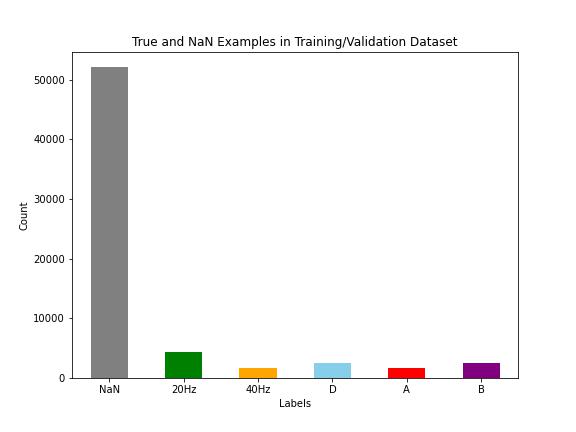 True and NaN Examples in Training/Validation Dataset
Count
50000
40000
30000
20000
10000
0
NaN 20Hz 40Hz D A B
Labels